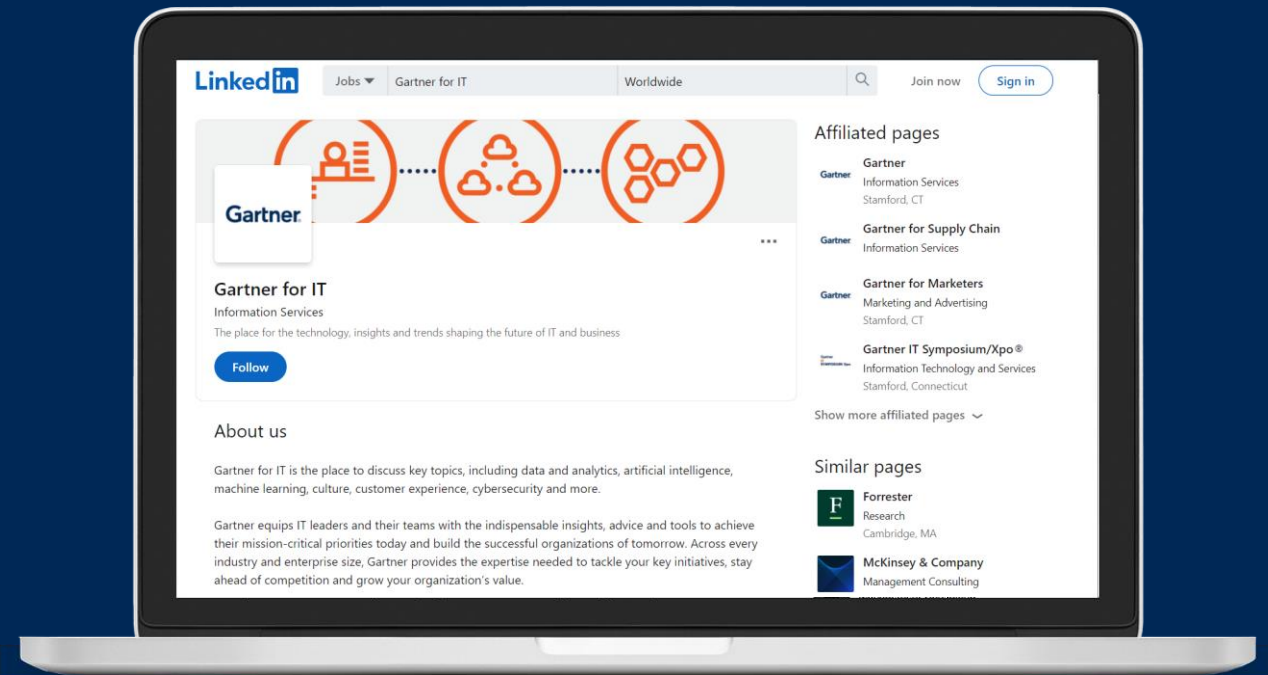 Linked in
Jobs
Gartner for IT
Worldwide
Join now
Sign in
Gartner
Gartner for IT
Information Services
The place for the technology, insights and trends shaping the future of IT and business
Follow
About us
Gartner for IT is the place to discuss key topics, including data and analytics, artificial intelligence,
machine learning, culture, customer experience, cybersecurity and more.
Gartner equips IT leaders and their teams with the indispensable insights, advice and tools to achieve
their mission-critical priorities today and build the successful organizations of tomorrow. Across every
industry and enterprise size, Gartner provides the expertise needed to tackle your key initiatives, stay
ahead of competition and grow your organization's value.
Affiliated pages
Gartner
Gartner
Information Services
Stamford, CT
Gartner
Gartner for Supply Chain
Information Services
Gartner
Gartner for Marketers
Marketing and Advertising
Stamford, CT
Gartner IT Symposium/Xpo®
Information Technology and Services
Stamford, Connecticut
Show more affiliated pages
Similar pages
F
Forrester
Research
Cambridge, MA
McKinsey & Company
Management Consulting